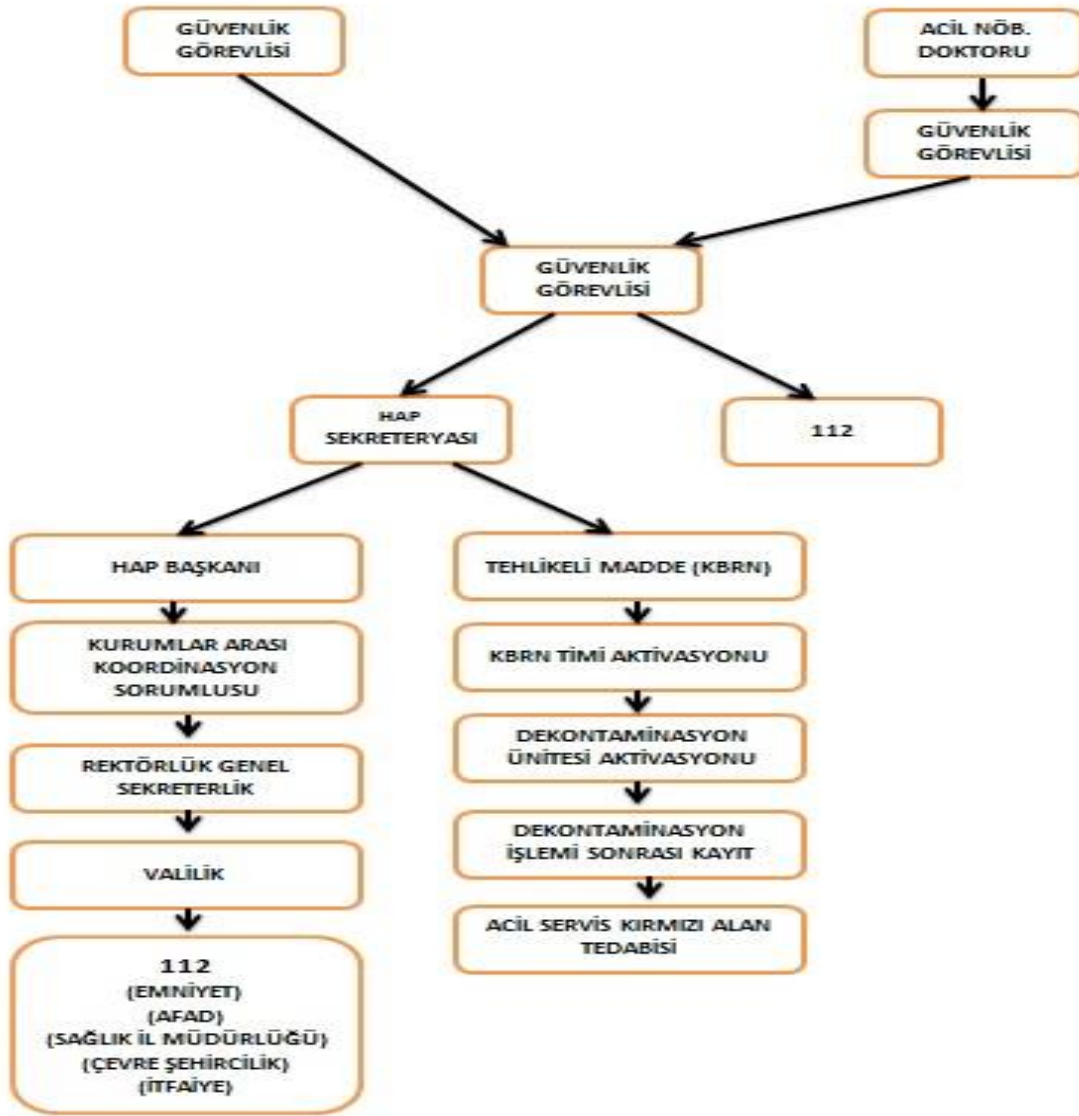 GÜVENLİK
GÖREVLİSİ
ACİL NÖB.
DOKTORU
GÜVENLİK
GÖREVLİSİ
GÜVENLİK
GÖREVLİSİ
HAP
SEKRETERYASI
112
HAP BAŞKANI
KURUMLAR ARASI
KOORDİNASYON
SORUMLUSU
REKTÖRLÜK GENEL
SEKRETERLİK
VALİLİK
112
(EMNİYET)
(AFAD)
(SAĞLIK İL MÜDÜRLÜĞÜ)
(ÇEVRE ŞEHİRCİLİK)
(İTFAİYE)
TEHLİKELİ MADDE (KBRN)
KBRN TİMİ AKTİVASYONU
DEKONTAMİNASYON
ÜNİTESİ AKTİVASYONU
DEKONTAMİNASYON
İŞLEMİ SONRASI KAYIT
ACİL SERVİS KIRMIZI ALAN
TEDABİSİ